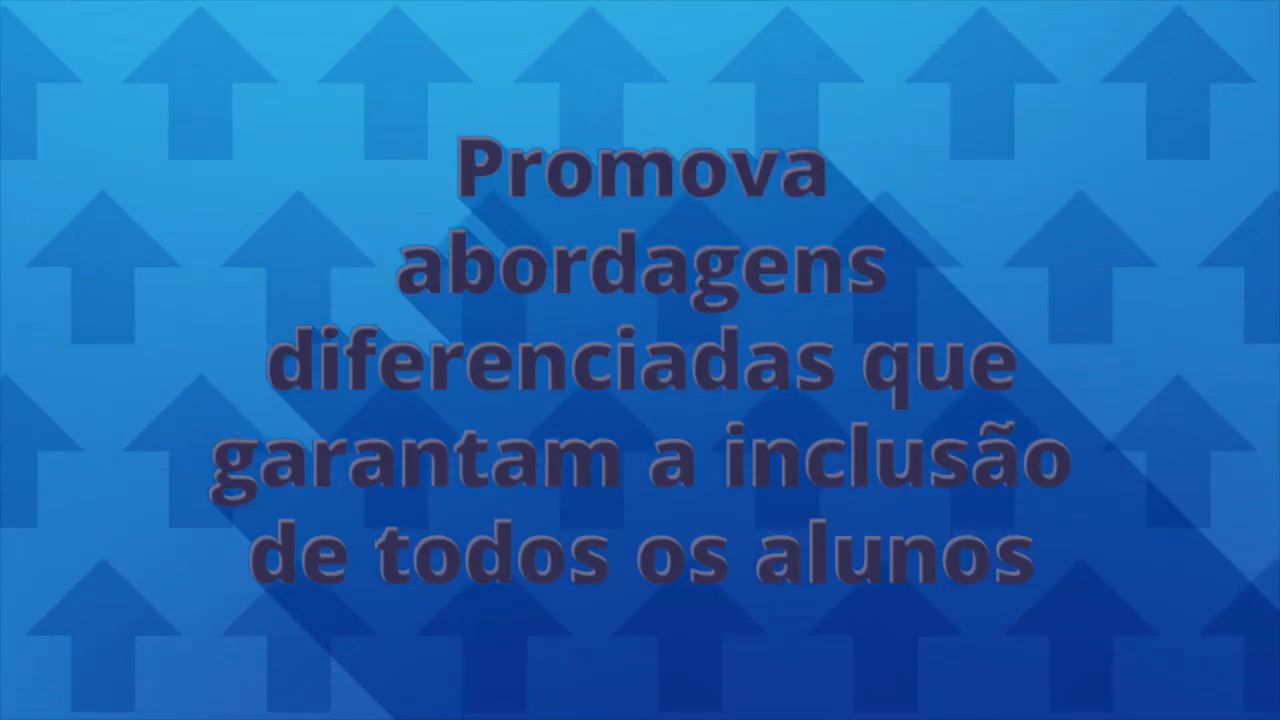 Promova
abordagens
diferenciadas que
garantam a inclusão
de todos os alunos